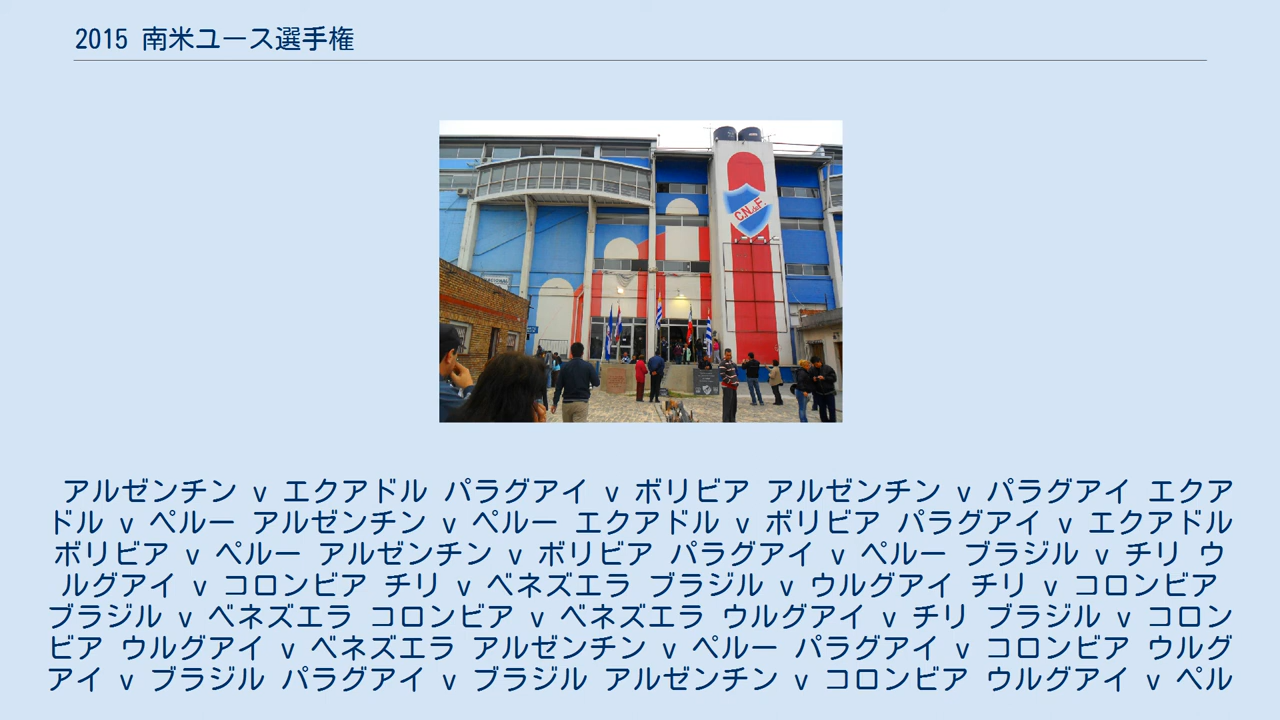 2015 南米ユース選手権
C.N.deF
アルゼンチン v エクアドル パラグアイ v ボリビア アルゼンチン v パラグアイ エクア
ドル v ペルー アルゼンチン v ペルー エクアドル v ボリビア パラグアイ v エクアドル
ボリビア v ペルー アルゼンチン v ボリビア パラグアイ v ペルー ブラジル v チリ ウ
ルグアイ v コロンビア チリ v ベネズエラ ブラジル v ウルグアイ チリ v コロンビア
ブラジル v ベネズエラ コロンビア v ベネズエラ ウルグアイ v チリ ブラジル v コロン
ビア ウルグアイ v ベネズエラ アルゼンチン v ペルー パラグアイ v コロンビア ウルグ
アイ v ブラジル パラグアイ v ブラジル アルゼンチン v コロンビア ウルグアイ v ペル